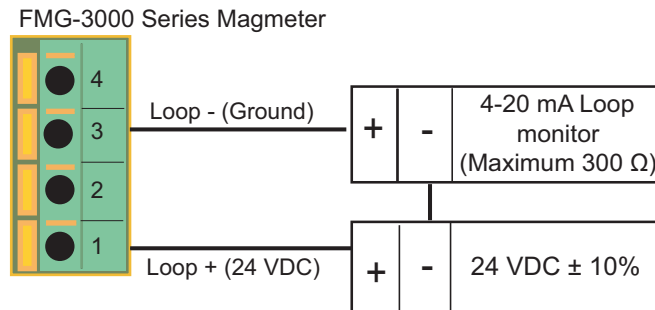 FMG-3000 Series Magmeter
4
3
2
1
Loop - (Ground)
+ -
4-20 mA Loop
monitor
(Maximum 300 Ω)
Loop + (24 VDC)
+ -
24 VDC ± 10%